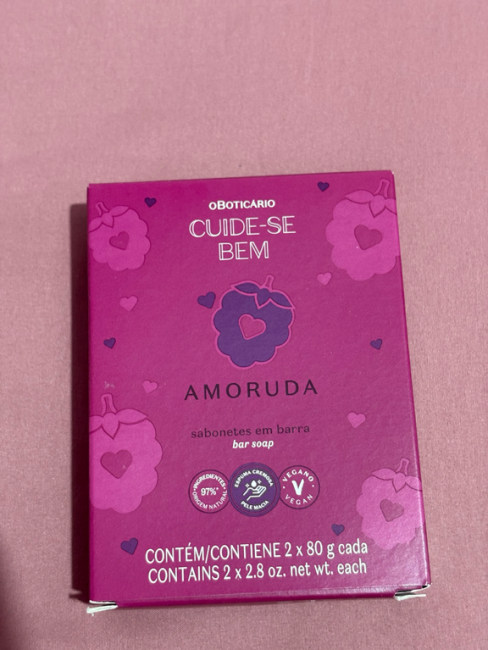 oBOTICÁRIO
CUIDE-SE
BEM
AMORUDA
sabonetes em barra
bar soap
INGREDIENTES
97%*
ORIGEM NATURAL
ESPUMA CREMOSA
PELE MACIA
VEGANO
V
VEGAN
CONTÉM/CONTIENE 2 x 80 g cada
CONTAINS 2 x 2.8 oz. net wt. each